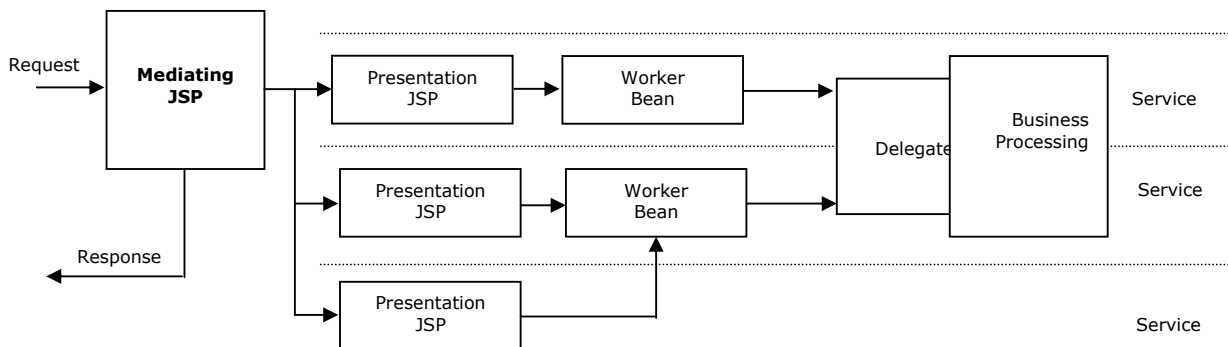 Request
Mediating
JSP
Response
Presentation
JSP
Worker
Bean
Service
Presentation
JSP
Worker
Bean
Delegate
Business
Processing
Service
Presentation
JSP
Service